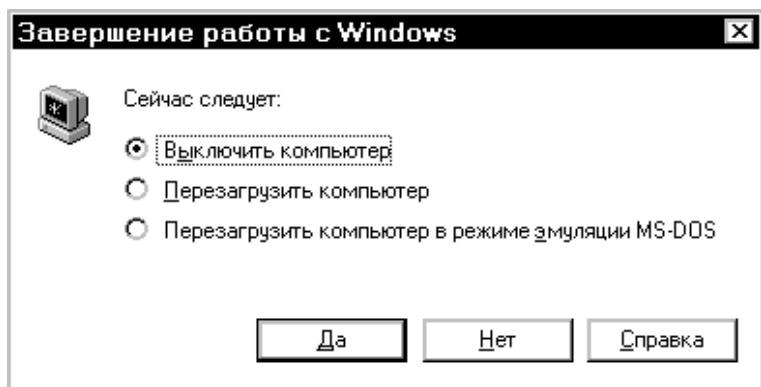 Завершение работы с Windows
Сейчас следует:
Выключить компьютер
Перезагрузить компьютер
Перезагрузить компьютер в режиме эмуляции MS-DOS
Да Нет Справка